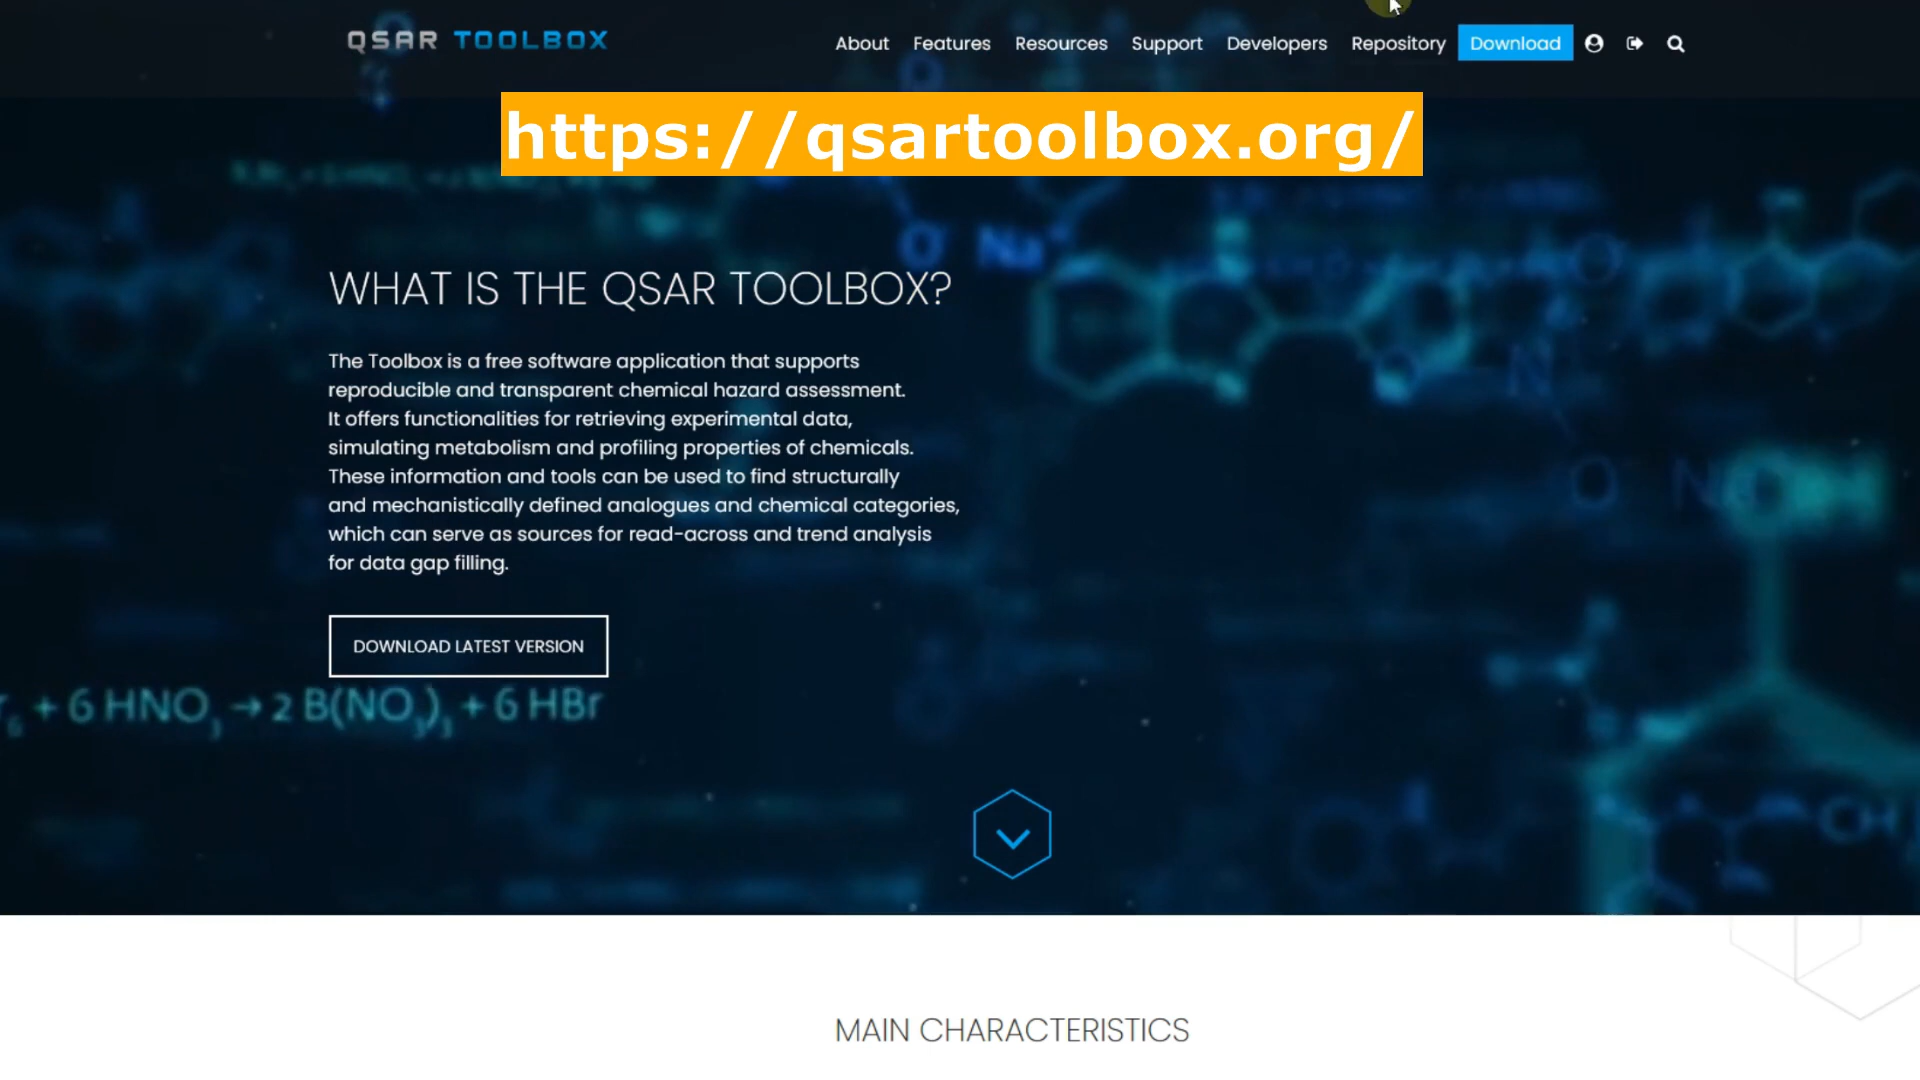 QSAR TOOLBOX
About Features Resources Support Developers Repository Download
https://qsartoolbox.org/
Na⁺
WHAT IS THE QSAR TOOLBOX?
The Toolbox is a free software application that supports
reproducible and transparent chemical hazard assessment.
It offers functionalities for retrieving experimental data,
simulating metabolism and profiling properties of chemicals.
These information and tools can be used to find structurally
and mechanistically defined analogues and chemical categories,
which can serve as sources for read-across and trend analysis
for data gap filling.
OH
DOWNLOAD LATEST VERSION
+ 6 HNO₃ → 2 B(NO₃)₃ + 6 HBr
CH
MAIN CHARACTERISTICS